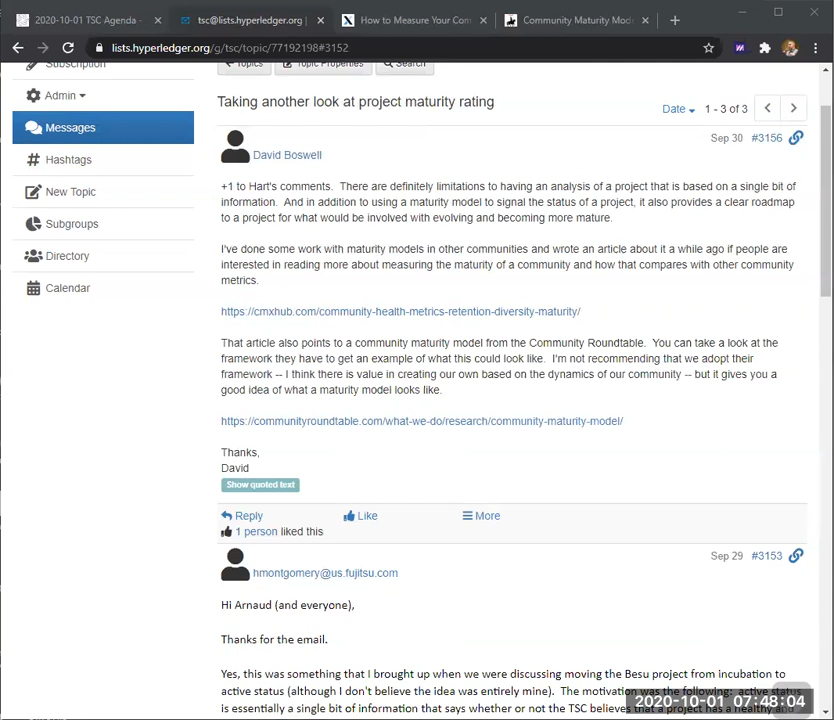 2020-10-01 TSC Agenda -
tsc@lists.hyperledger.org |
How to Measure Your Com
Community Maturity Mod
lists.hyperledger.org/g/tsc/topic/77192198#3152
Subscription
Topics
Topic Properties
Search
Admin
Messages
Hashtags
New Topic
Subgroups
Directory
Calendar
Taking another look at project maturity rating
Date 1 - 3 of 3
David Boswell
Sep 30 #3156
+1 to Hart's comments. There are definitely limitations to having an analysis of a project that is based on a single bit of
information. And in addition to using a maturity model to signal the status of a project, it also provides a clear roadmap
to a project for what would be involved with evolving and becoming more mature.
I've done some work with maturity models in other communities and wrote an article about it a while ago if people are
interested in reading more about measuring the maturity of a community and how that compares with other community
metrics.
https://cmxhub.com/community-health-metrics-retention-diversity-maturity/
That article also points to a community maturity model from the Community Roundtable. You can take a look at the
framework they have to get an example of what this could look like. I'm not recommending that we adopt their
framework -- I think there is value in creating our own based on the dynamics of our community -- but it gives you a
good idea of what a maturity model looks like.
https://communityroundtable.com/what-we-do/research/community-maturity-model/
Thanks,
David
Show quoted text
Reply Like More
1 person liked this
Sep 29 #3153
hmontgomery@us.fujitsu.com
Hi Arnaud (and everyone),
Thanks for the email.
Yes, this was something that I brought up when we were discussing moving the Besu project from incubation to
active status (although I don't believe the idea was entirely mine). The motivation was the following: active status
is essentially a single bit of information that says whether or not the TSC believes that a project has a healthy and
2020-10-01 07:48:04